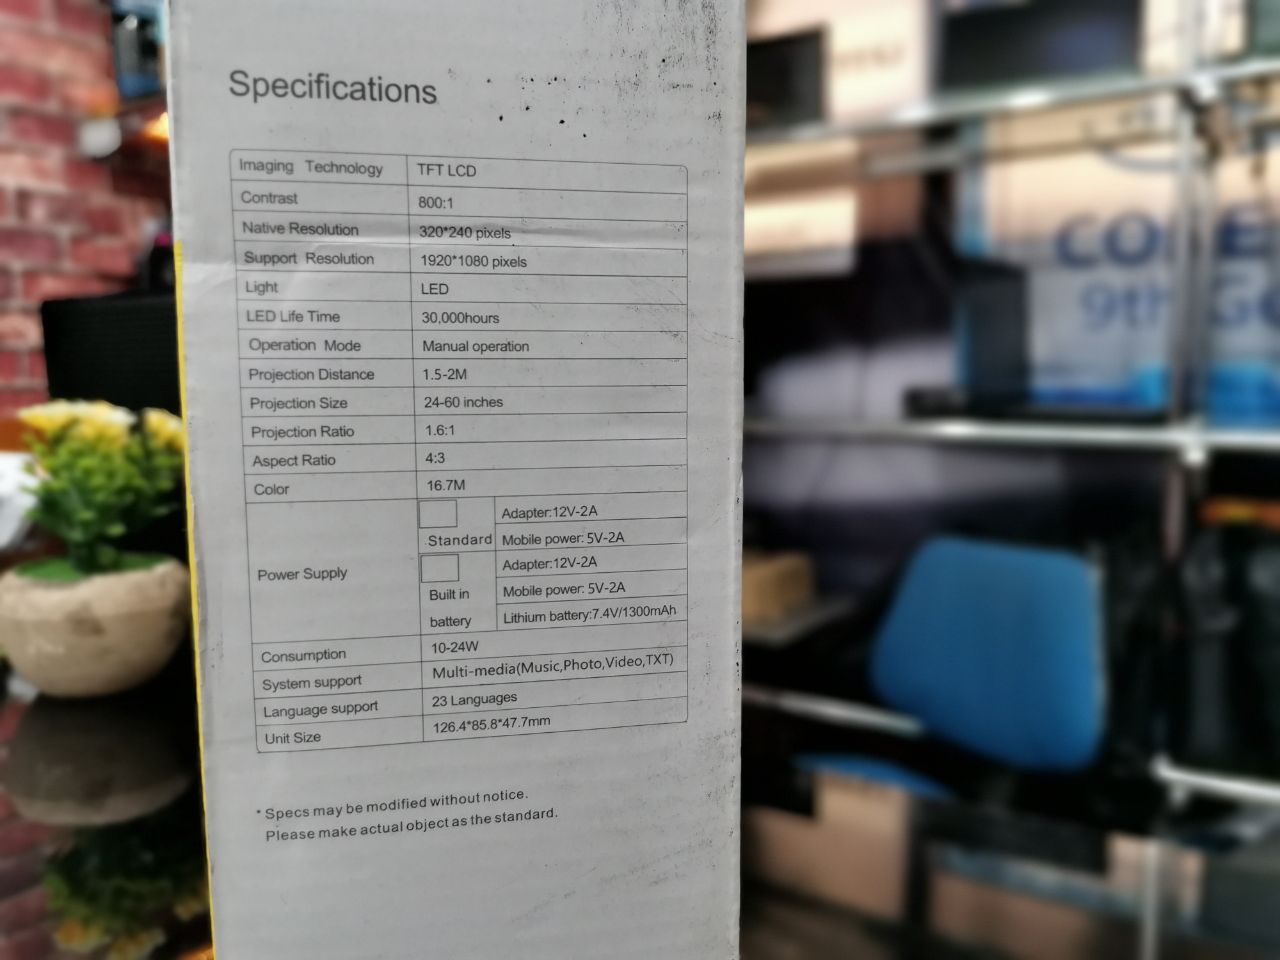 Specifications
Imaging Technology TFT LCD
Contrast 800:1
Native Resolution 320*240 pixels
Support Resolution 1920*1080 pixels
Light LED
LED Life Time 30,000hours
Operation Mode Manual operation
Projection Distance 1.5-2M
Projection Size 24-60 inches
Projection Ratio 1.6:1
Aspect Ratio 4:3
Color 16.7M
Power Supply
Standard
Adapter:12V-2A
Mobile power: 5V-2A
Built in
battery
Adapter:12V-2A
Mobile power: 5V-2A
Lithium battery:7.4V/1300mAh
Consumption 10-24W
System support Multi-media(Music,Photo,Video,TXT)
Language support 23 Languages
Unit Size 126.4*85.8*47.7mm
* Specs may be modified without notice.
Please make actual object as the standard.
9th